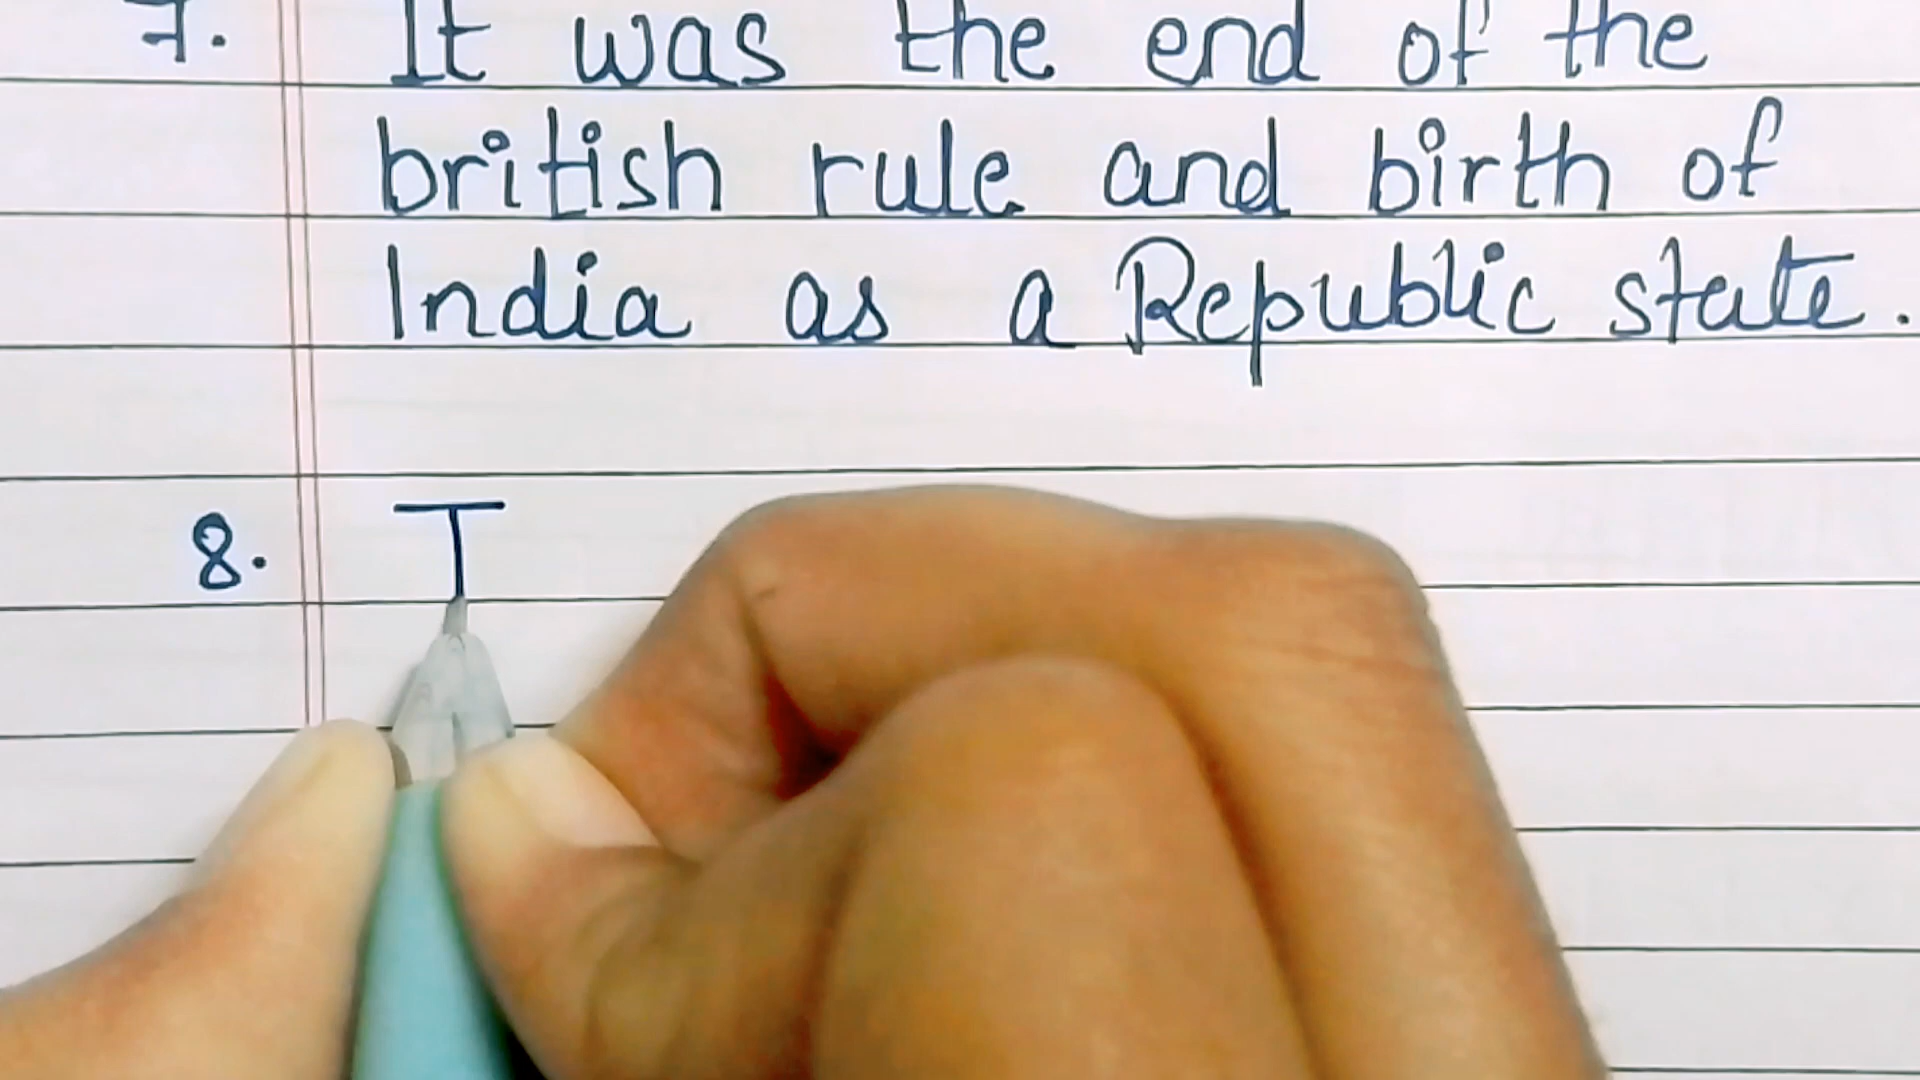 7. It was the end of the
british rule and birth of
India as a Republic state.
8. T